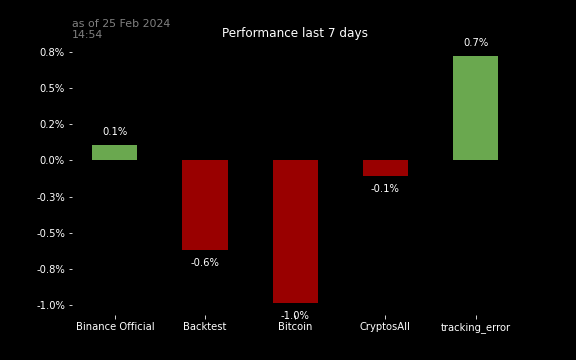 as of 25 Feb 2024
14:54
Performance last 7 days
0.8%
0.5%
0.2%
0.0%
-0.3%
-0.5%
-0.8%
-1.0%
0.1%
-0.6%
-1.0%
-0.1%
0.7%
Binance Official
Backtest
Bitcoin
CryptosAll
tracking_error